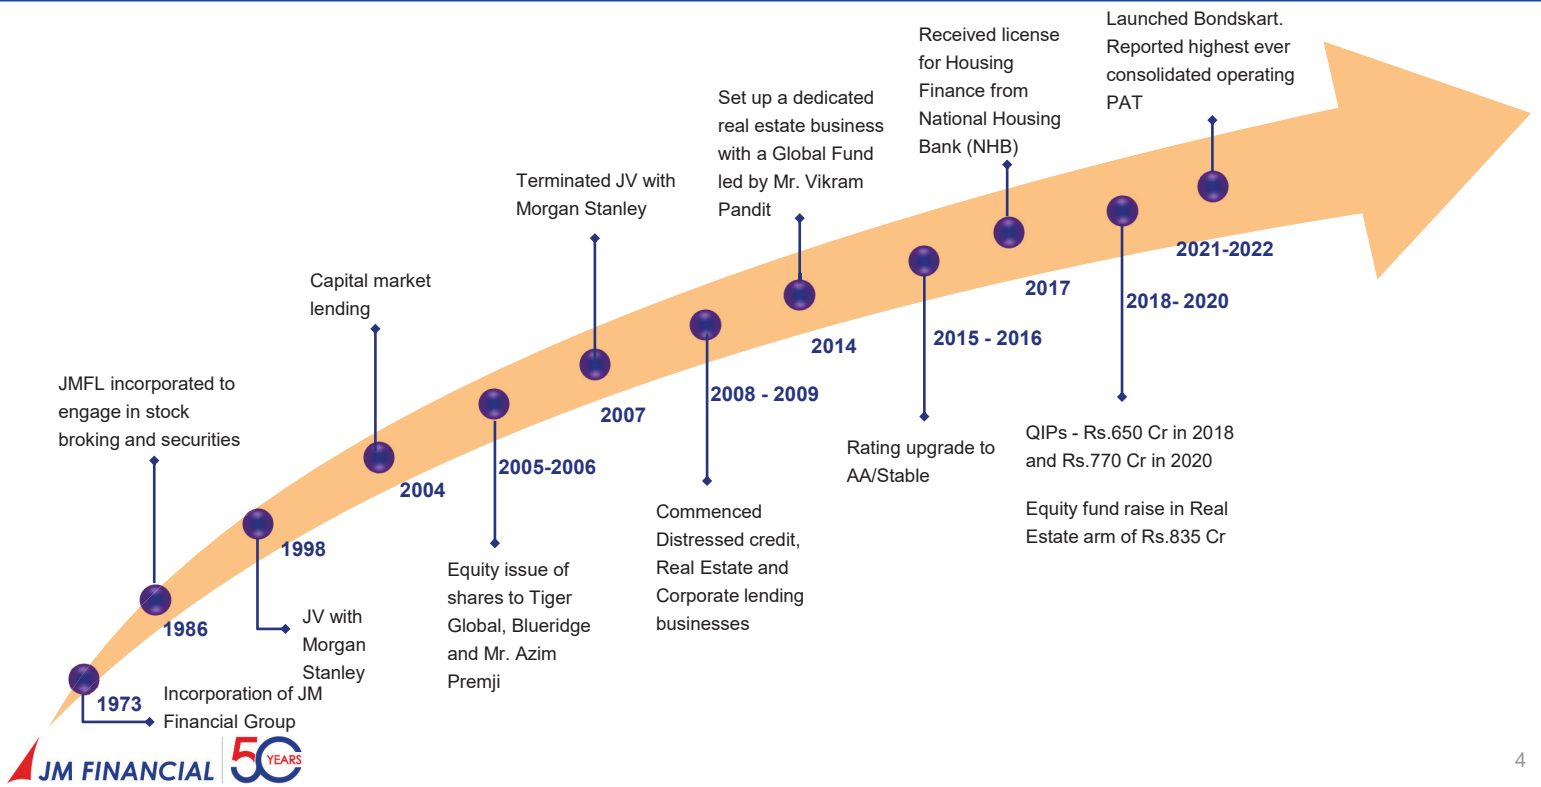 Launched Bondskart.
Reported highest ever
consolidated operating
PAT
Received license
for Housing
Finance from
National Housing
Bank (NHB)
Set up a dedicated
real estate business
with a Global Fund
led by Mr. Vikram
Pandit
Terminated JV with
Morgan Stanley
Capital market
lending
JMFL incorporated to
engage in stock
broking and securities
2021-2022
2018- 2020
2017
2015 - 2016
2014
2008 - 2009
2007
2005-2006
2004
1998
1986
1973
QIPs - Rs.650 Cr in 2018
and Rs.770 Cr in 2020
Equity fund raise in Real
Estate arm of Rs.835 Cr
Rating upgrade to
AA/Stable
Commenced
Distressed credit,
Real Estate and
Corporate lending
businesses
Equity issue of
shares to Tiger
Global, Blueridge
and Mr. Azim
Premji
JV with
Morgan
Stanley
Incorporation of JM
Financial Group
JM FINANCIAL
50 YEARS
4